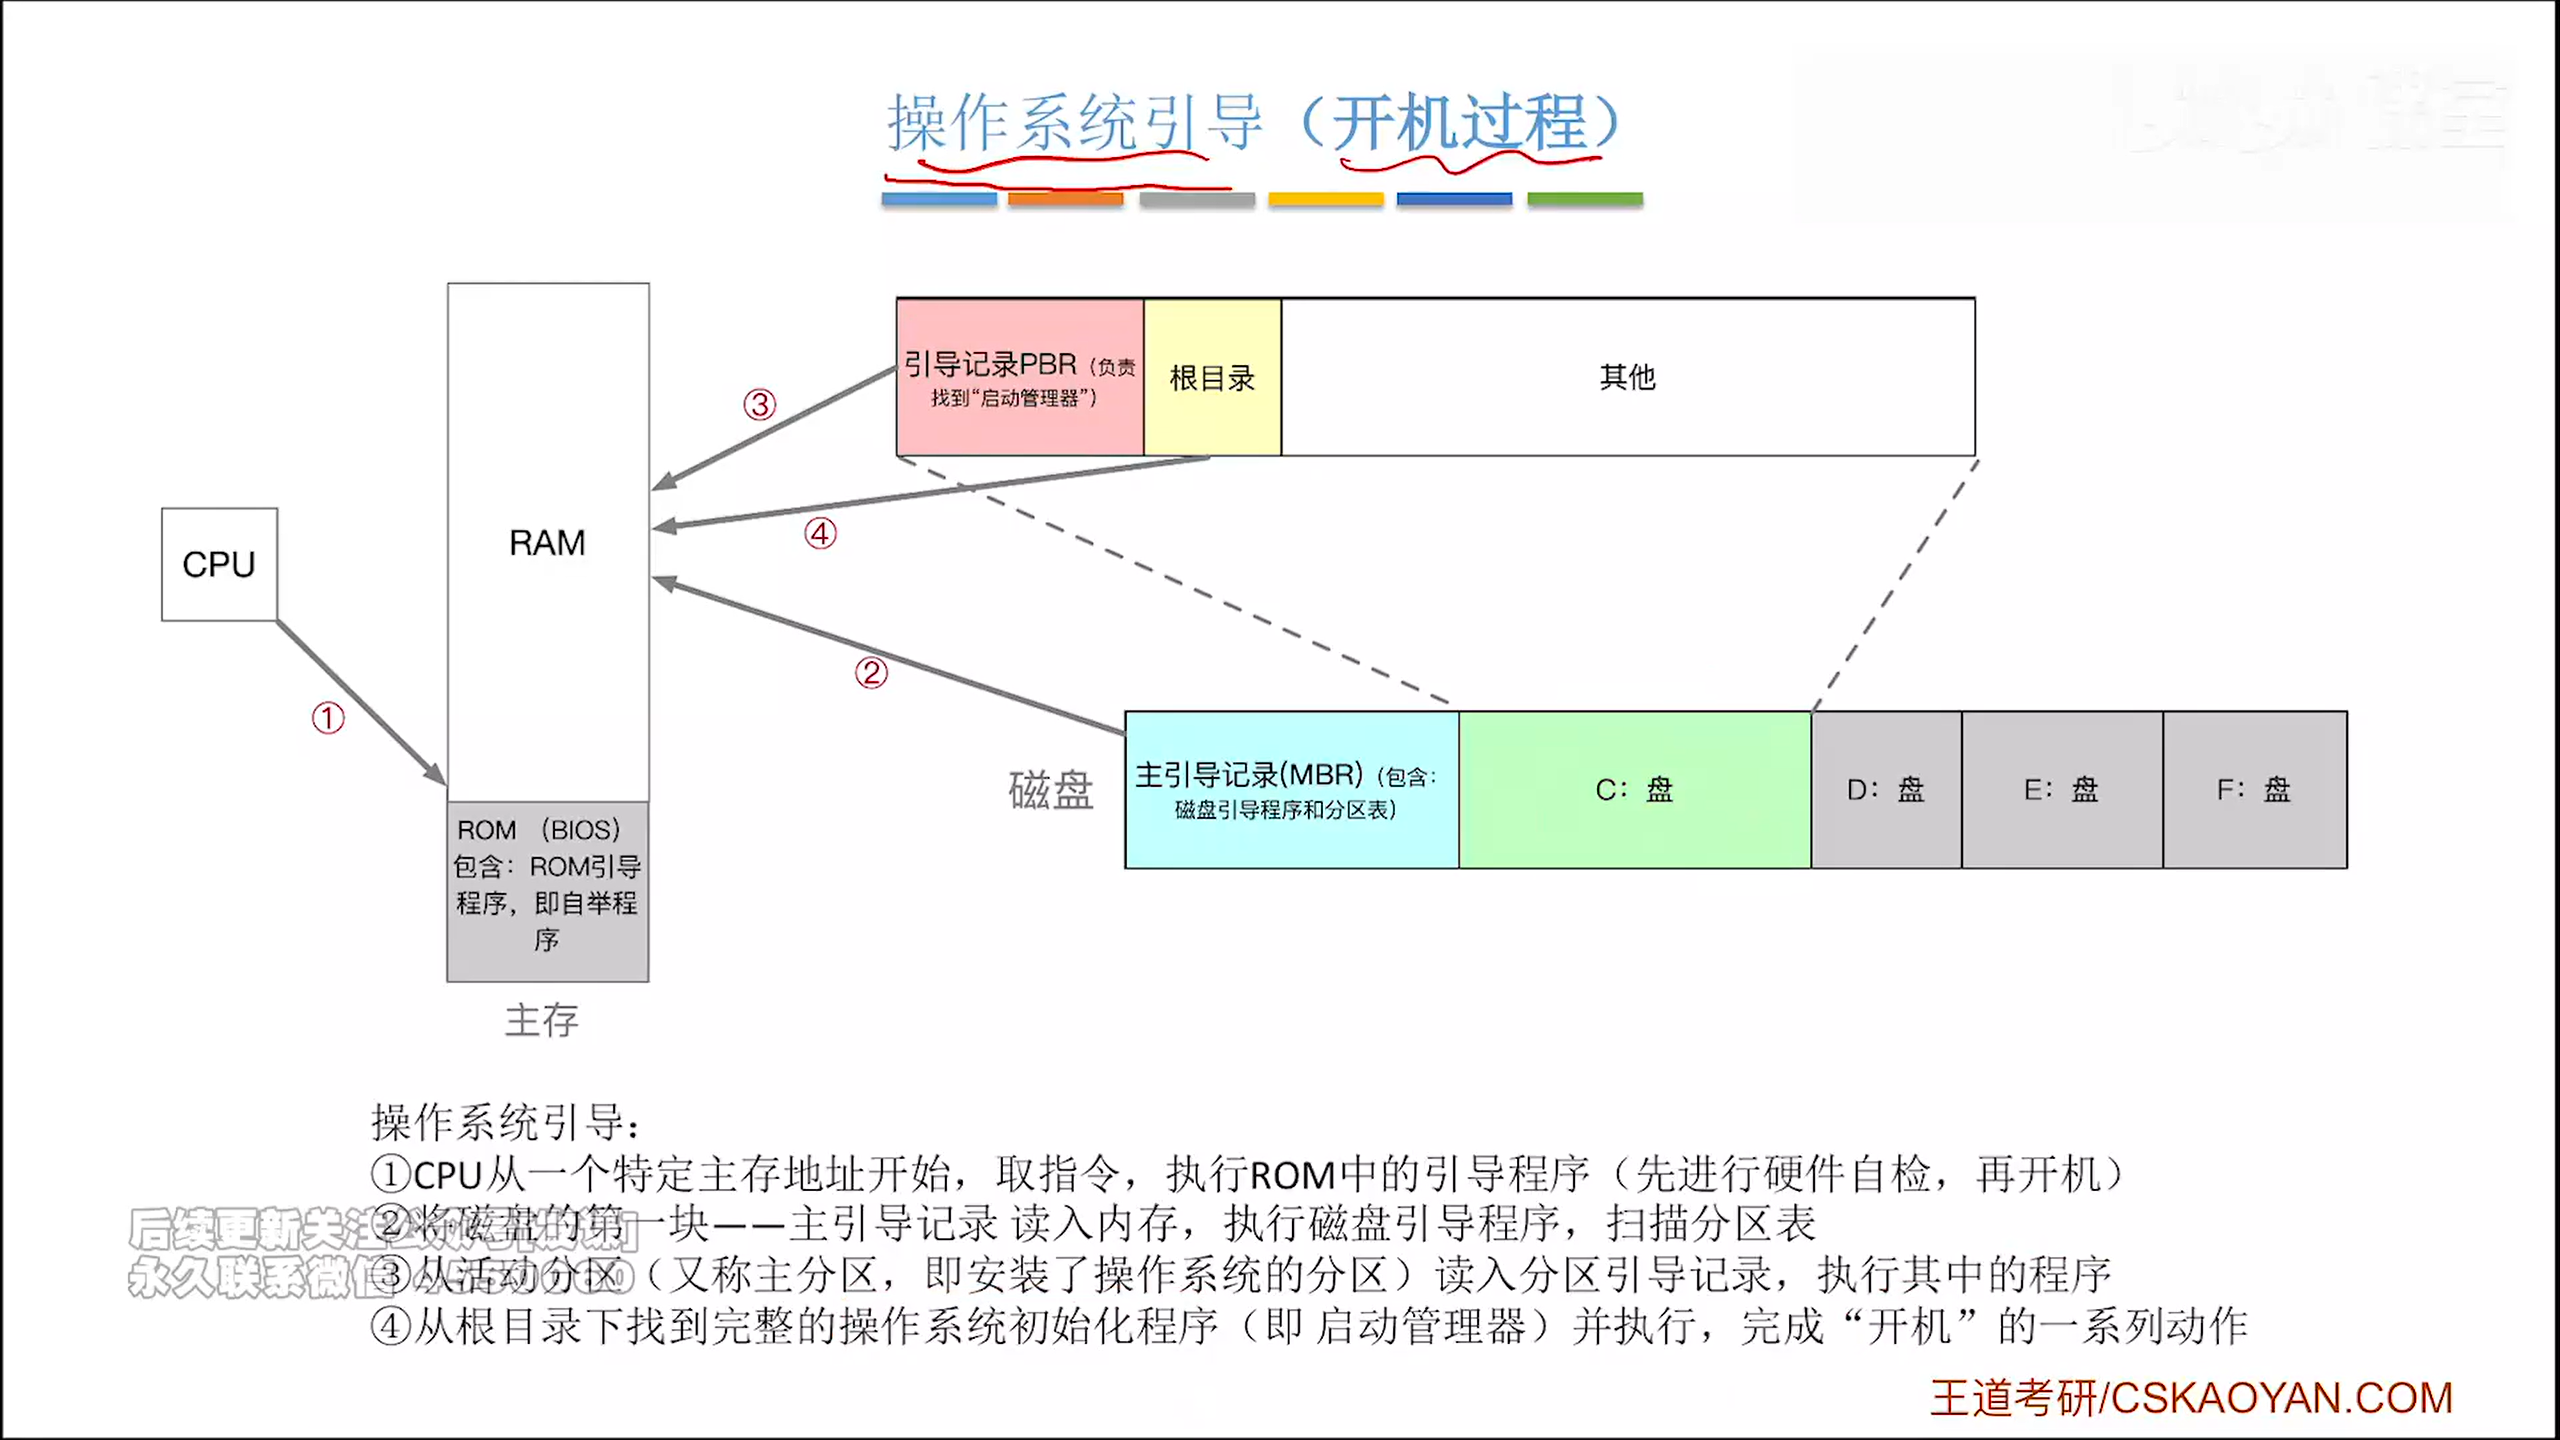 操作系统引导（开机过程）
引导记录PBR（负责
找到“启动管理器”）
根目录
其他
③
④
CPU
RAM
②
①
磁盘
主引导记录(MBR)（包含：
磁盘引导程序和分区表）
C：盘
D：盘
E：盘
F：盘
ROM （BIOS）
包含：ROM引导
程序，即自举程
序
主存
操作系统引导：
①CPU从一个特定主存地址开始，取指令，执行ROM中的引导程序（先进行硬件自检，再开机）
②将磁盘的第一块——主引导记录 读入内存，执行磁盘引导程序，扫描分区表
③从活动分区（又称主分区，即安装了操作系统的分区）读入分区引导记录，执行其中的程序
④从根目录下找到完整的操作系统初始化程序（即 启动管理器）并执行，完成“开机”的一系列动作
后续更新关注
永久联系微信
王道考研/CSKAOYAN.COM